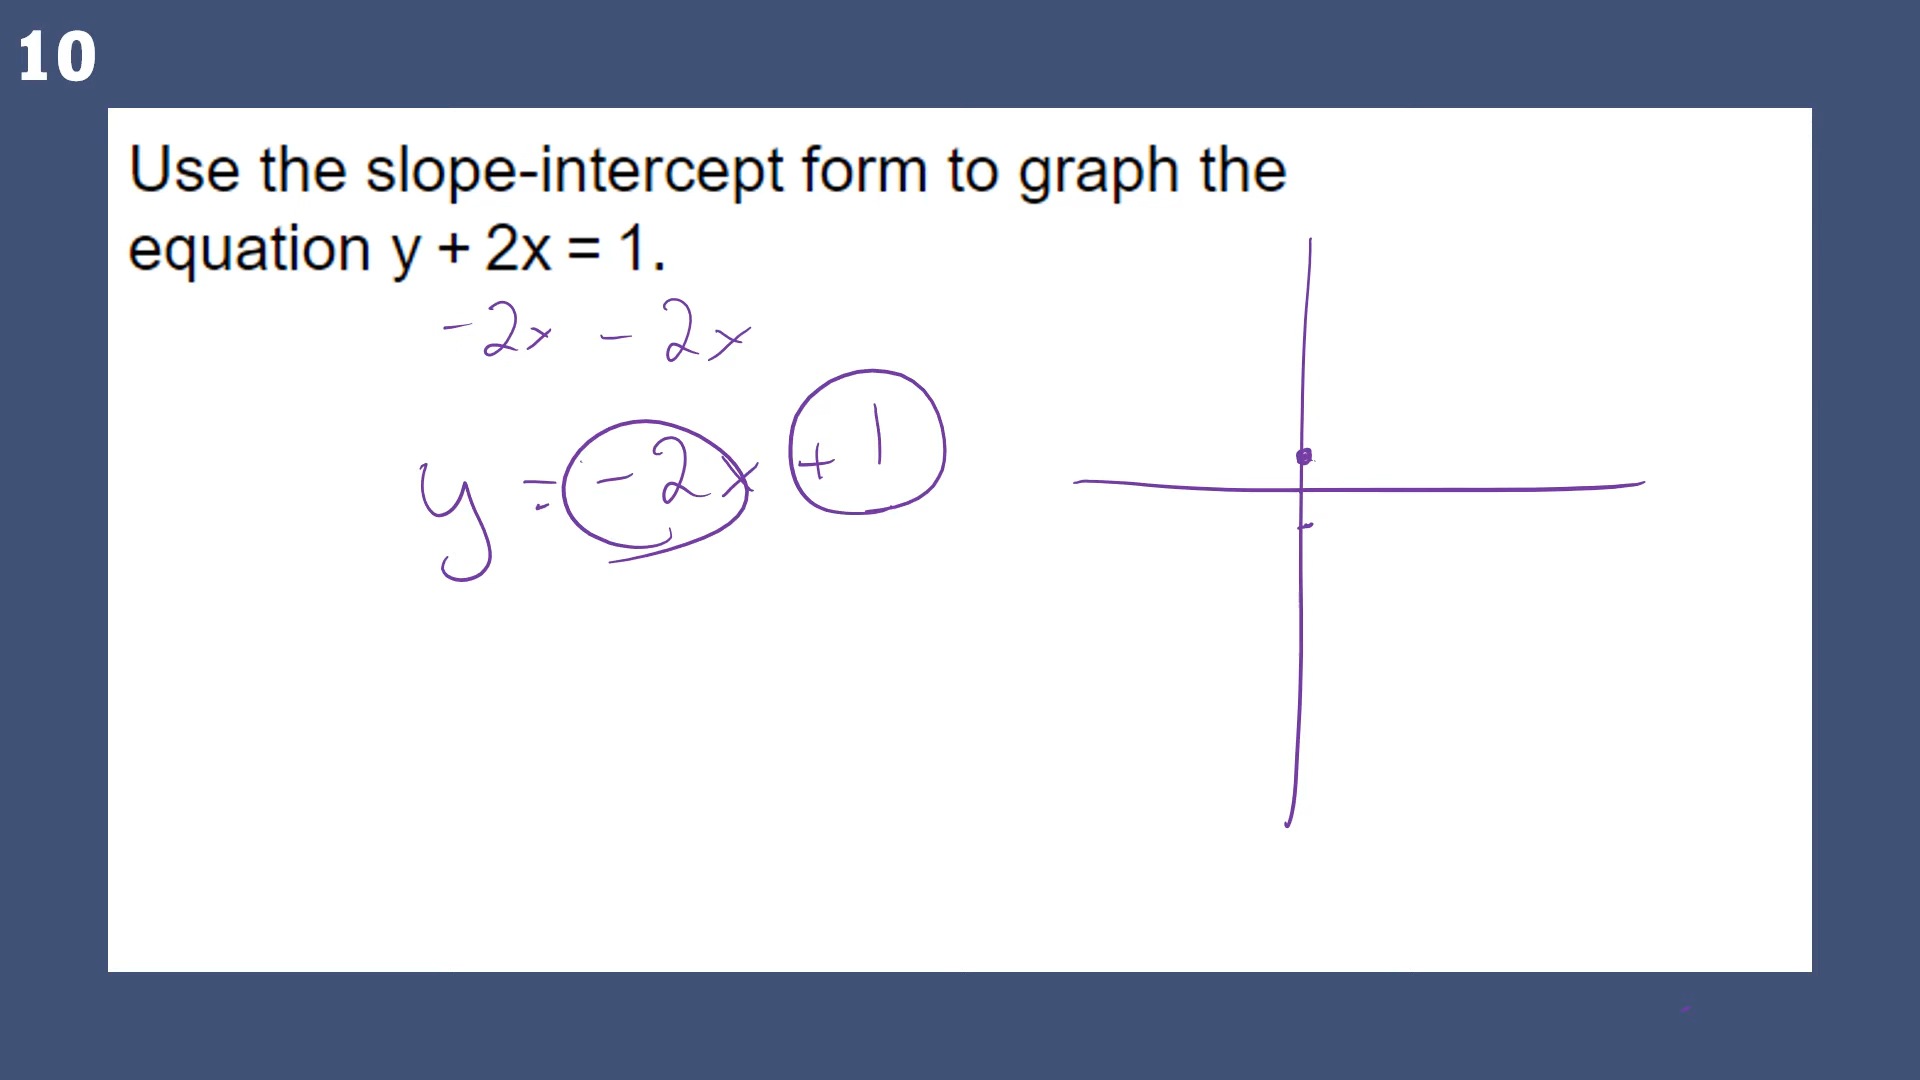 10
Use the slope-intercept form to graph the
equation y + 2x = 1.
-2x - 2x
y = -2x + 1